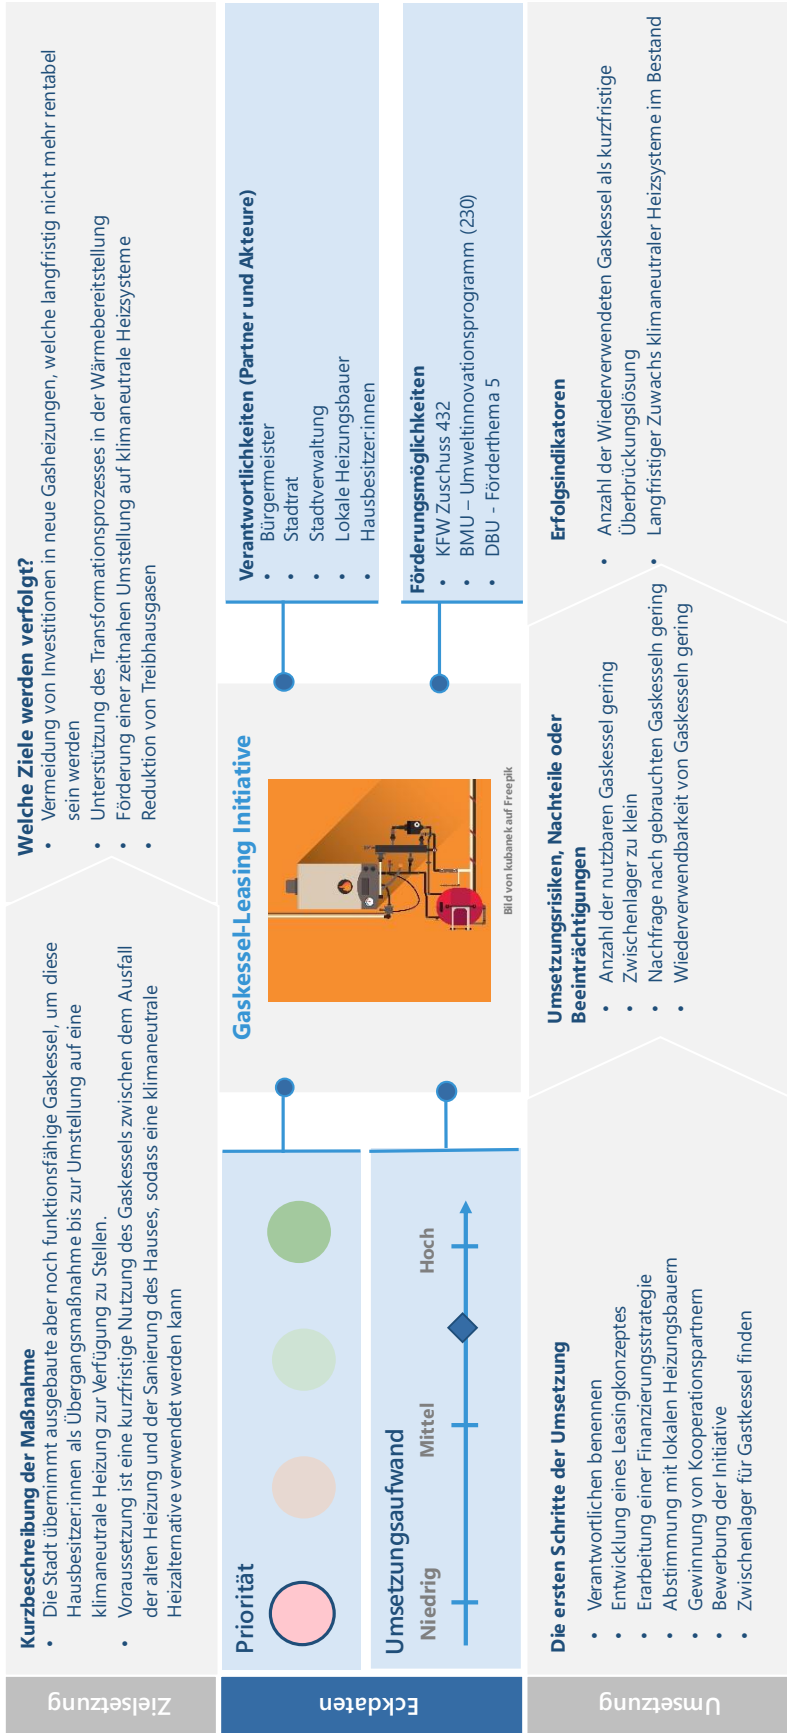 Zielsetzung
Kurzbeschreibung der Maßnahme
• Die Stadt übernimmt ausgebaute aber noch funktionsfähige Gaskessel, um diese
Hausbesitzer:innen als Übergangsmaßnahme bis zur Umstellung auf eine
klimaneutrale Heizung zur Verfügung zu Stellen.
• Voraussetzung ist eine kurzfristige Nutzung des Gaskessels zwischen dem Ausfall
der alten Heizung und der Sanierung des Hauses, sodass eine klimaneutrale
Heizalternative verwendet werden kann
Welche Ziele werden verfolgt?
• Vermeidung von Investitionen in neue Gasheizungen, welche langfristig nicht mehr rentabel
sein werden
• Unterstützung des Transformationsprozesses in der Wärmebereitstellung
• Förderung einer zeitnahen Umstellung auf klimaneutrale Heizsysteme
• Reduktion von Treibhausgasen
Eckdaten
Priorität
Umsetzungsaufwand
Niedrig
Mittel
Hoch
Gaskessel-Leasing Initiative
Bild von kubanek auf Freepik
Verantwortlichkeiten (Partner und Akteure)
• Bürgermeister
• Stadtrat
• Stadtverwaltung
• Lokale Heizungsbauer
• Hausbesitzer:innen
Förderungsmöglichkeiten
• KFW Zuschuss 432
• BMU – Umweltinnovationsprogramm (230)
• DBU - Förderthema 5
Umsetzung
Die ersten Schritte der Umsetzung
• Verantwortlichen benennen
• Entwicklung eines Leasingkonzeptes
• Erarbeitung einer Finanzierungsstrategie
• Abstimmung mit lokalen Heizungsbauern
• Gewinnung von Kooperationspartnern
• Bewerbung der Initiative
• Zwischenlager für Gastkessel finden
Umsetzungsrisiken, Nachteile oder
Beeinträchtigungen
• Anzahl der nutzbaren Gaskessel gering
• Zwischenlager zu klein
• Nachfrage nach gebrauchten Gaskesseln gering
• Wiederverwendbarkeit von Gaskesseln gering
Erfolgsindikatoren
• Anzahl der Wiederverwendeten Gaskessel als kurzfristige
Überbrückungslösung
• Langfristiger Zuwachs klimaneutraler Heizsysteme im Bestand